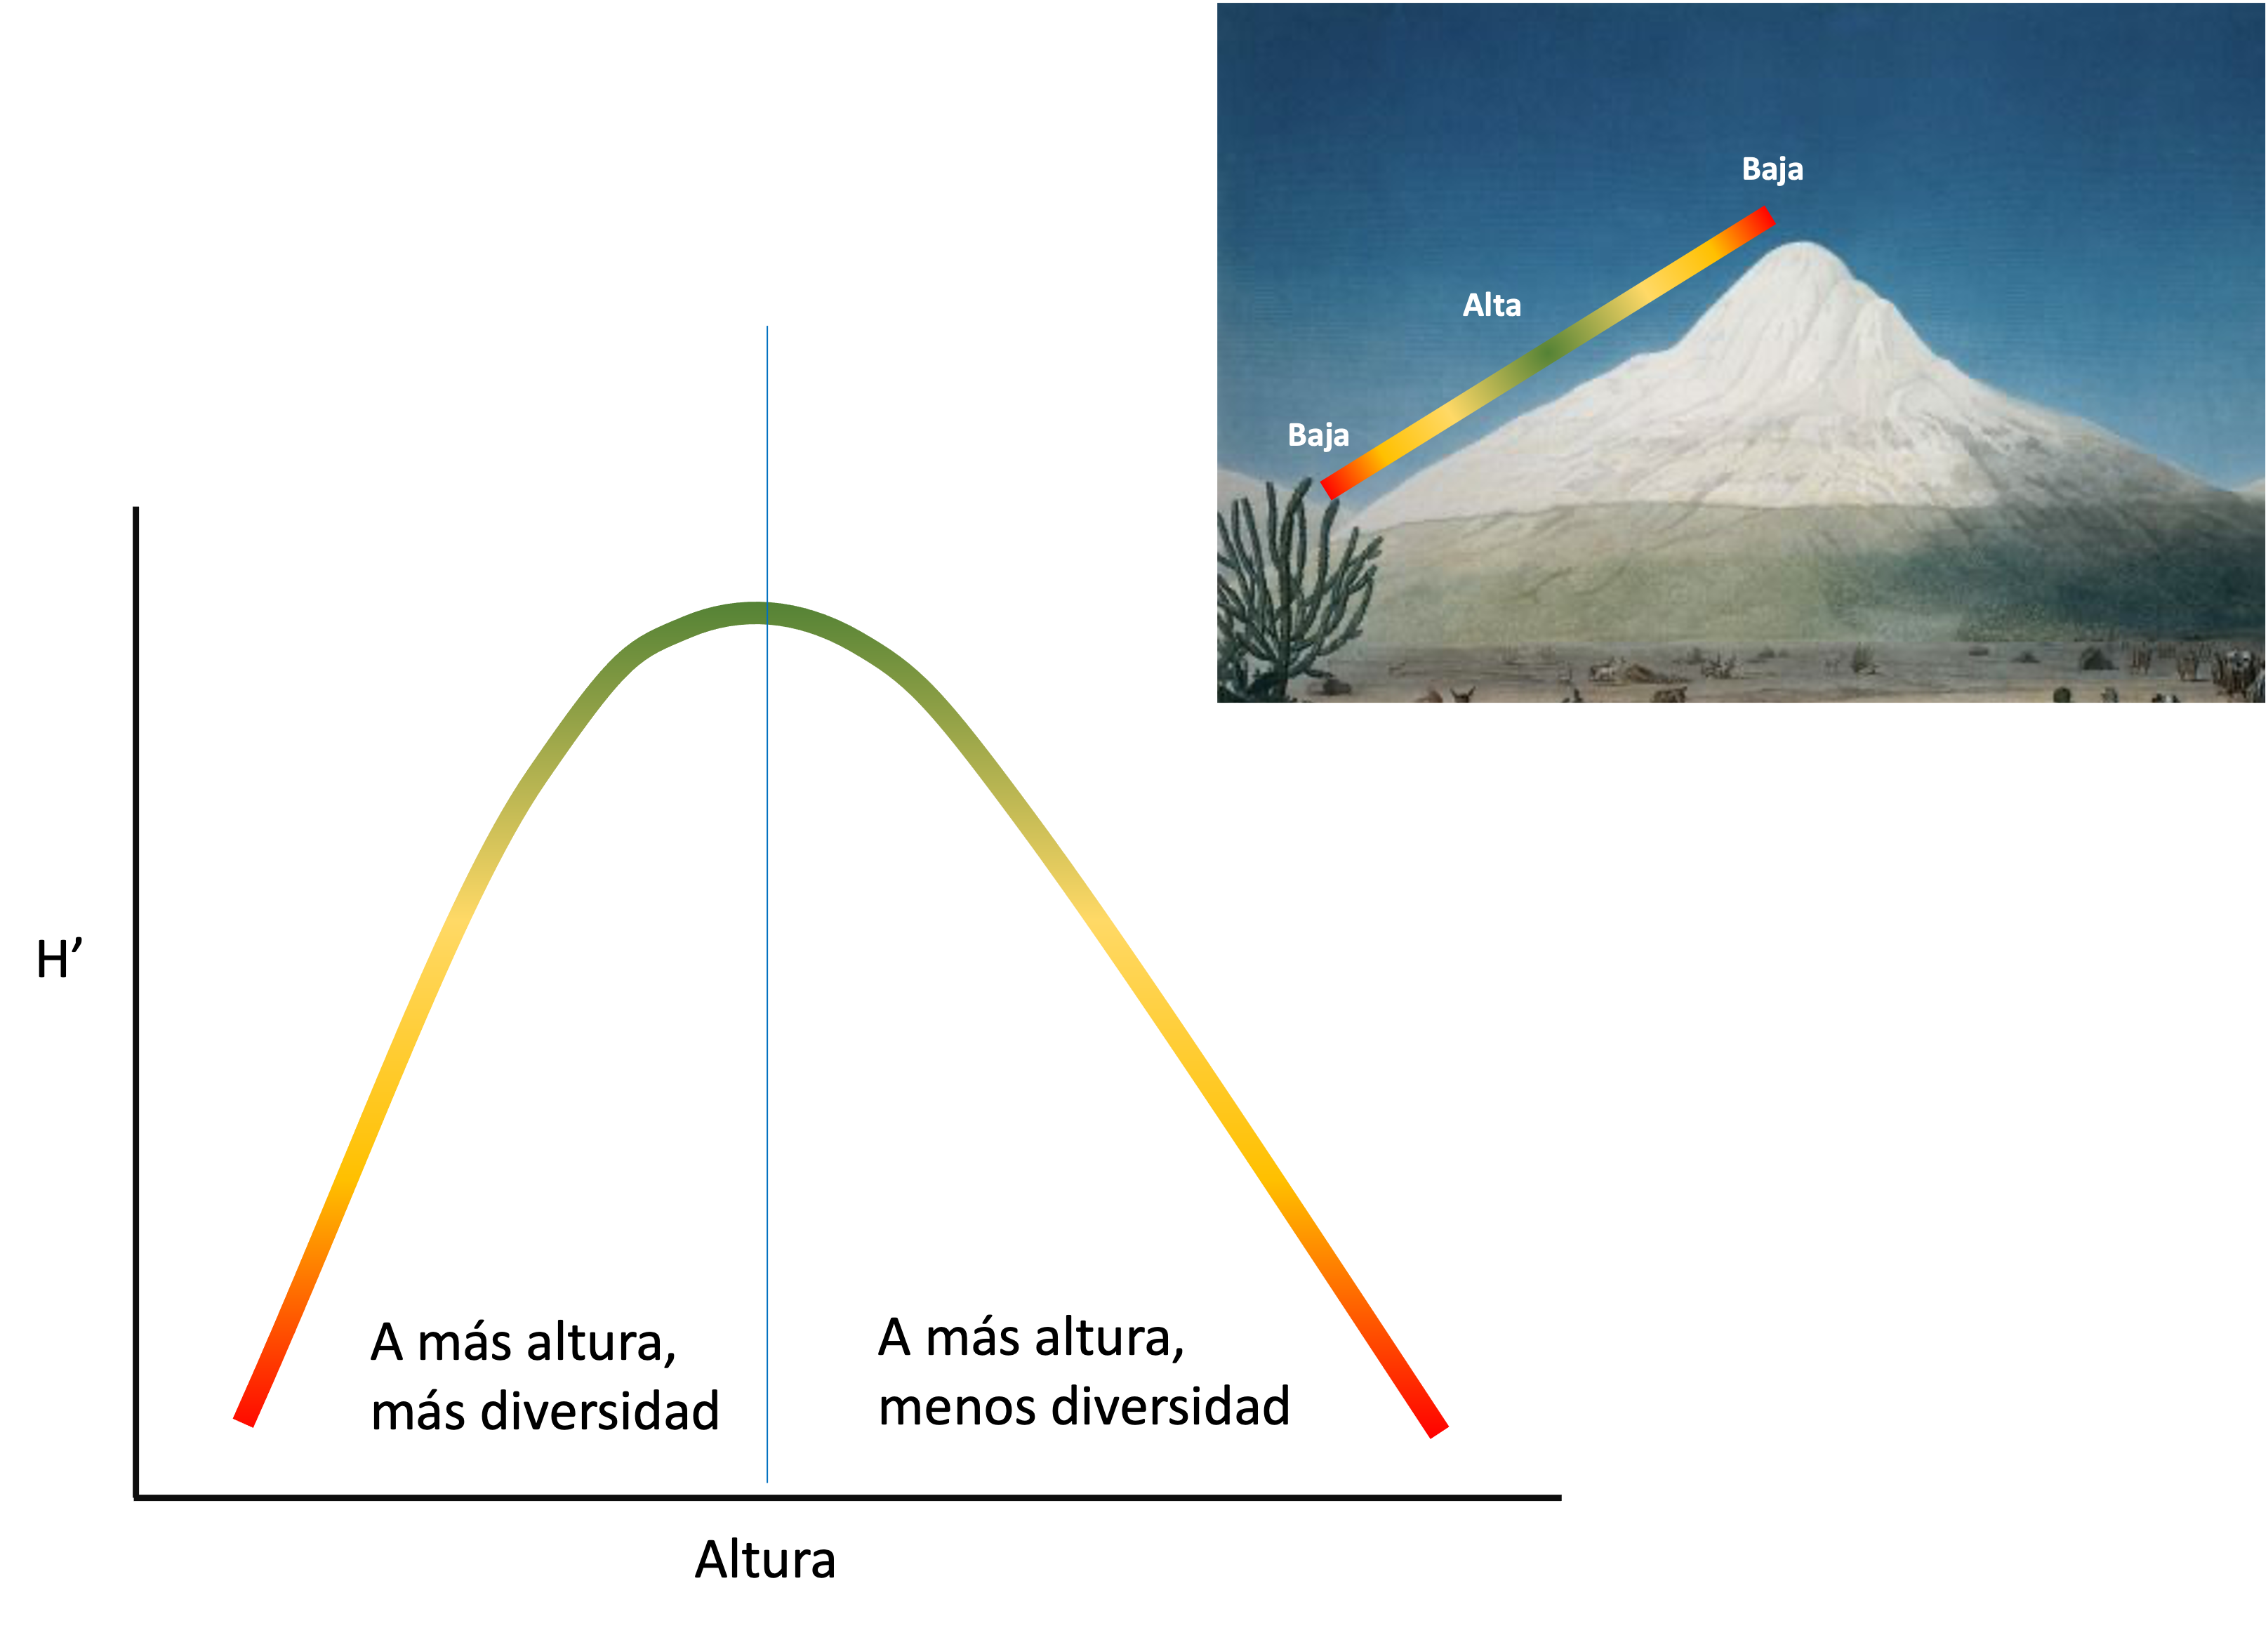 Baja
Alta
Baja
H’
A más altura,
más diversidad
A más altura,
menos diversidad
Altura